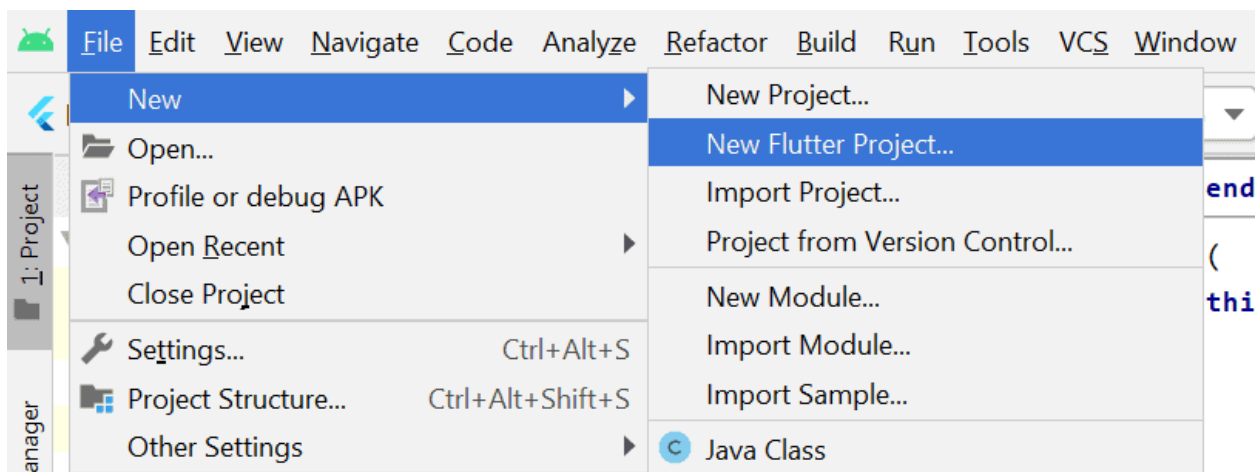 File Edit View Navigate Code Analyze Refactor Build Run Tools VCS Window
New
Open...
Profile or debug APK
Open Recent
Close Project
Settings... Ctrl+Alt+S
Project Structure... Ctrl+Alt+Shift+S
Other Settings
New Project...
New Flutter Project...
Import Project...
Project from Version Control...
New Module...
Import Module...
Import Sample...
C Java Class
1: Project
anager
end
(
thi